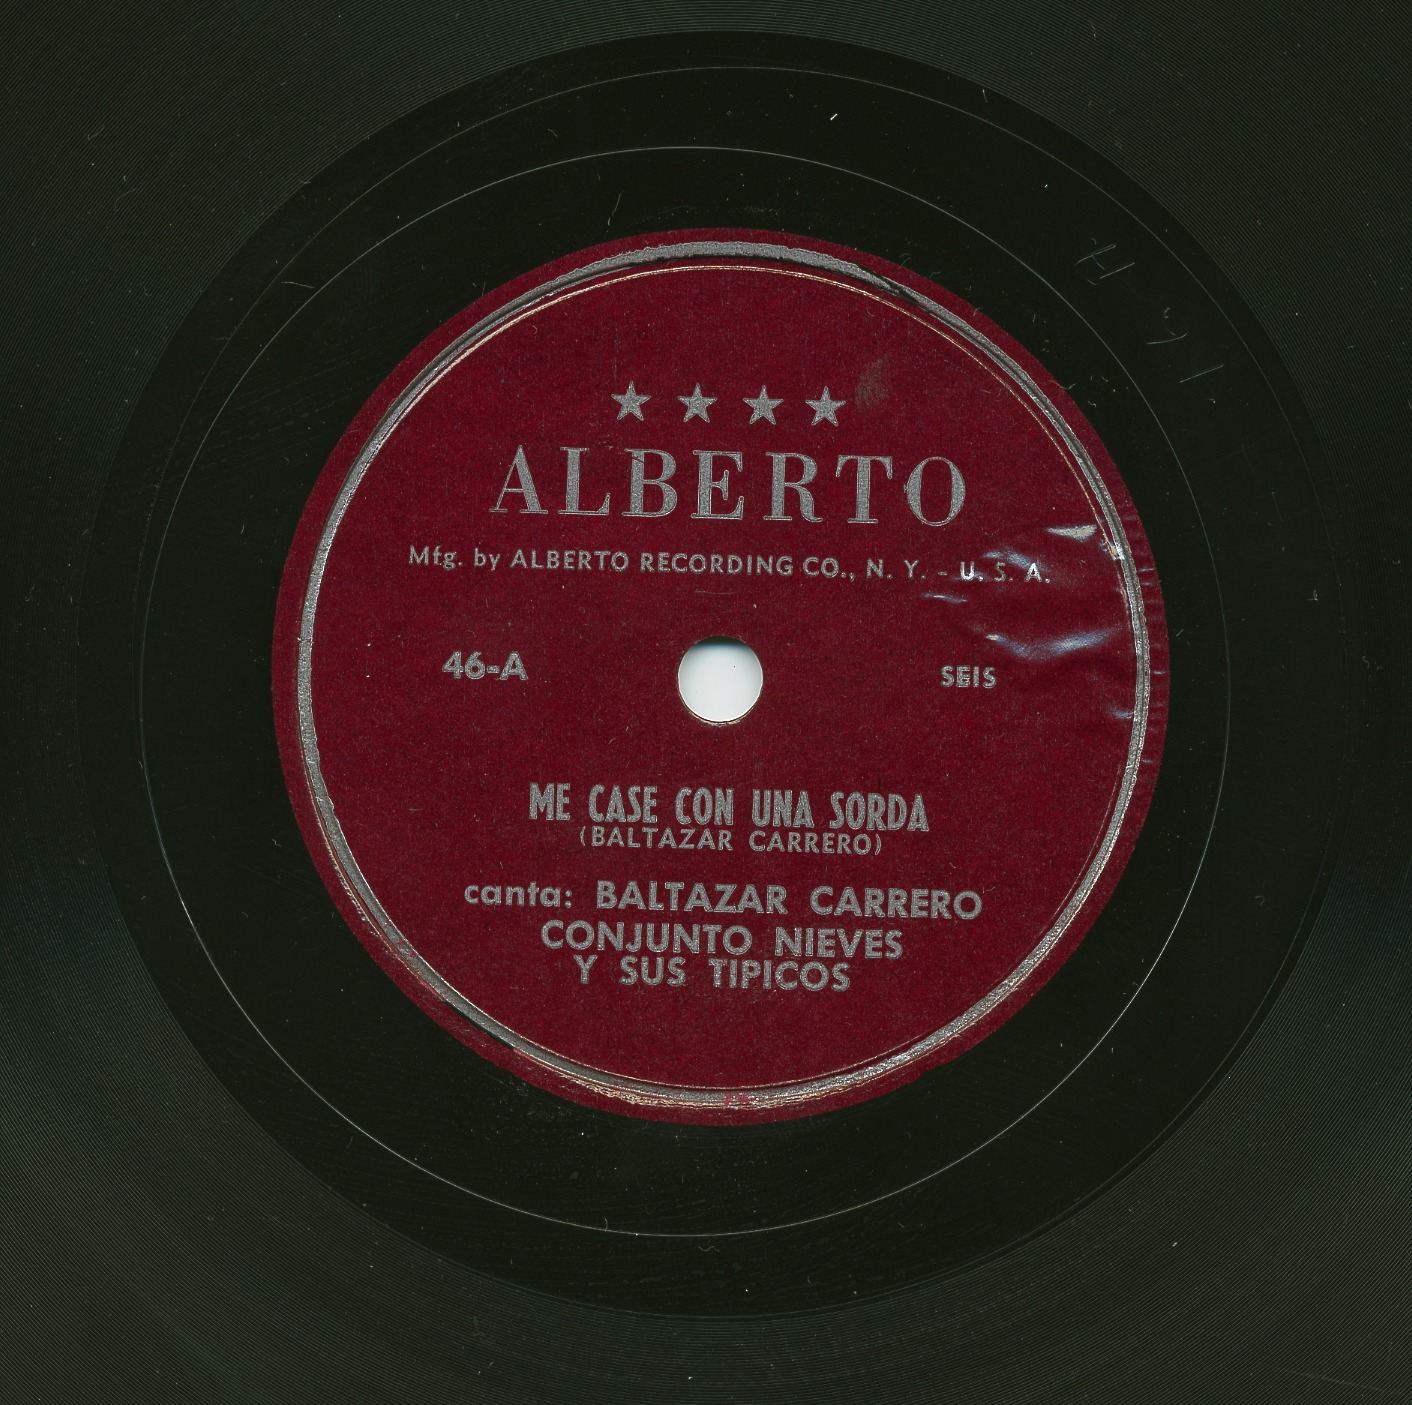 ALBERTO
Mfg. by ALBERTO RECORDING CO., N. Y. - U. S. A.
46-A
SEIS
ME CASE CON UNA SORDA
(BALTAZAR CARRERO)
canta: BALTAZAR CARRERO
CONJUNTO NIEVES
Y SUS TIPICOS